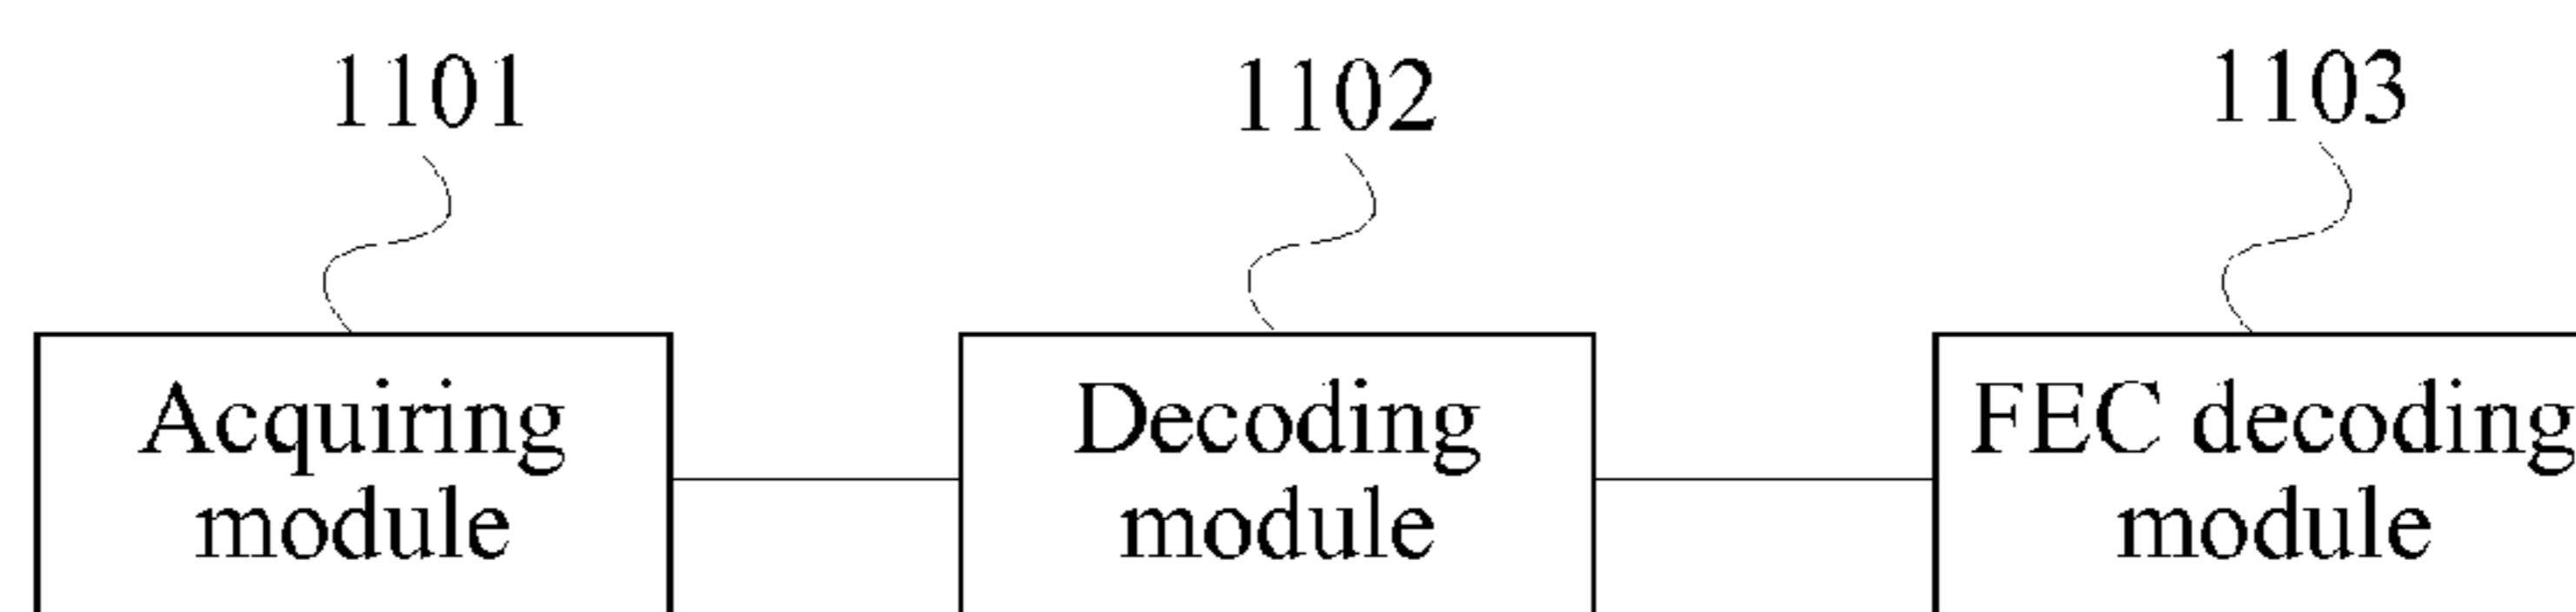 1101
1102
1103
Acquiring
module
Decoding
module
FEC decoding
module